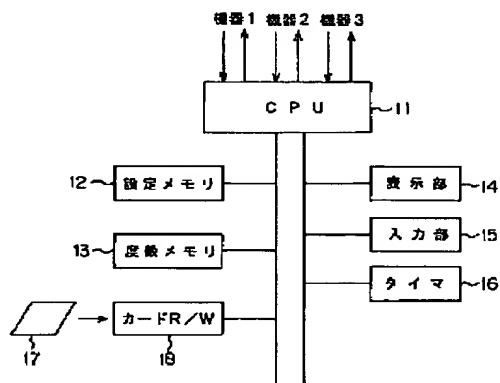 機器1 機器2 機器3
CPU
11
12 設定メモリ
表示部 14
13 度数メモリ
入力部 15
タイマ 16
カードR/W
17
18